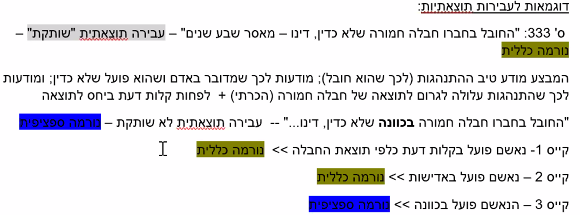 דוגמאות לעבירות תוצאתיות:
ס' 333: "החובל בחברו חבלה חמורה שלא כדין, דינו – מאסר שבע שנים" – עבירה תוצאתית "שותקת" –
נורמה כללית
המבצע מודע טיב ההתנהגות (לכך שהוא חובל); מודעות לכך שמדובר באדם ושהוא פועל שלא כדין; ומודעות
לכך שהתנהגות עלולה לגרום לתוצאה של חבלה חמורה (הכרתי) + לפחות קלות דעת ביחס לתוצאה
"החובל בחברו חבלה חמורה בכוונה שלא כדין, דינו..." -- עבירה תוצאתית לא שותקת – נורמה ספציפית
קייס 1- נאשם פועל בקלות דעת כלפי תוצאת החבלה >> נורמה כללית
קייס 2 – נאשם פועל באדישות >> נורמה כללית
קייס 3 – הנאשם פועל בכוונה >> נורמה ספציפית